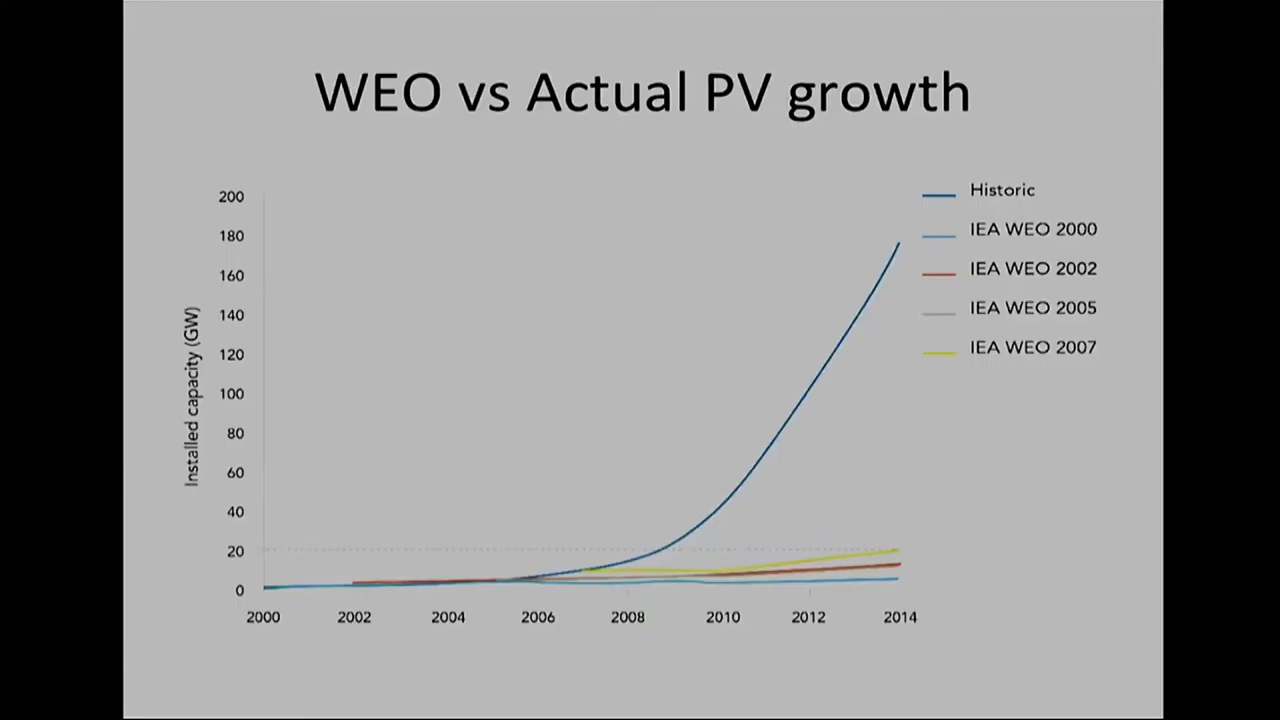 WEO vs Actual PV growth
Installed capacity (GW)
200
180
160
140
120
100
80
60
40
20
0
2000 2002 2004 2006 2008 2010 2012 2014
Historic
IEA WEO 2000
IEA WEO 2002
IEA WEO 2005
IEA WEO 2007